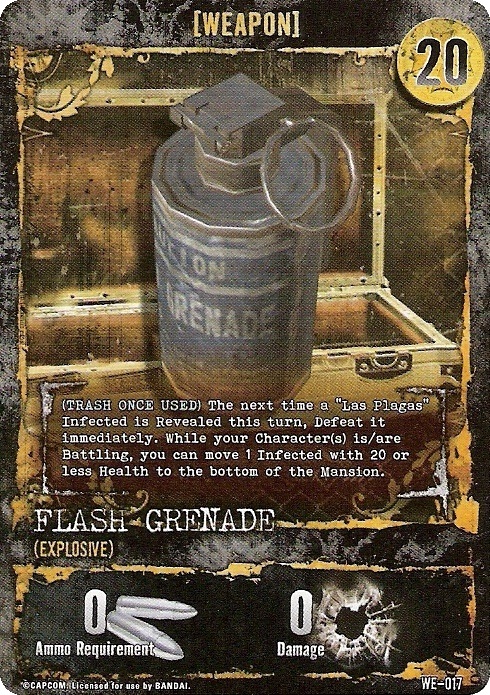 [WEAPON]
20
GRENADE
(TRASH ONCE USED) The next time a "Las Plagas"
Infected is Revealed this turn, Defeat it
immediately. While your Character(s) is/are
Battling, you can move 1 Infected with 20 or
less Health to the bottom of the Mansion.
FLASH GRENADE
(EXPLOSIVE)
0
Ammo Requirement
0
Damage
©CAPCOM. Licensed for use by BANDAI.
WE-017